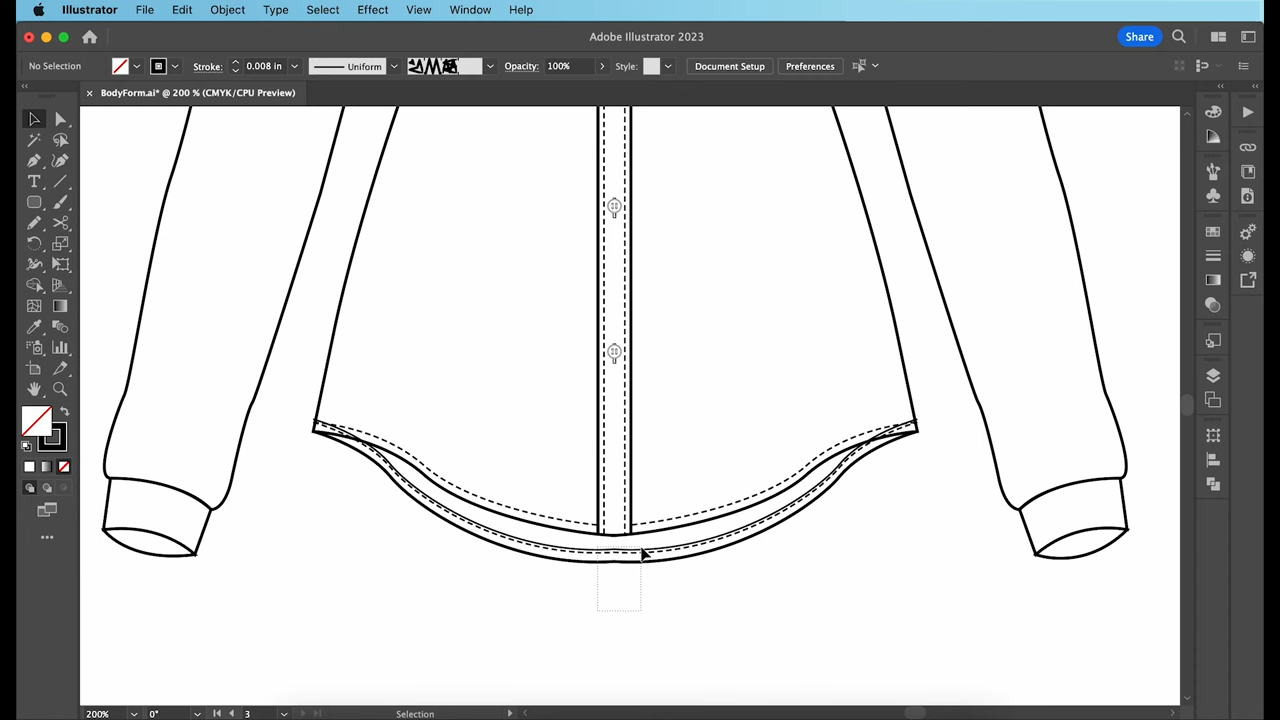 Illustrator File Edit Object Type Select Effect View Window Help
Adobe Illustrator 2023
Share
No Selection Stroke: 0.008 in Uniform Opacity: 100% Style: Document Setup Preferences
× BodyForm.ai* @ 200 % (CMYK/CPU Preview)
200% 0° 3 Selection